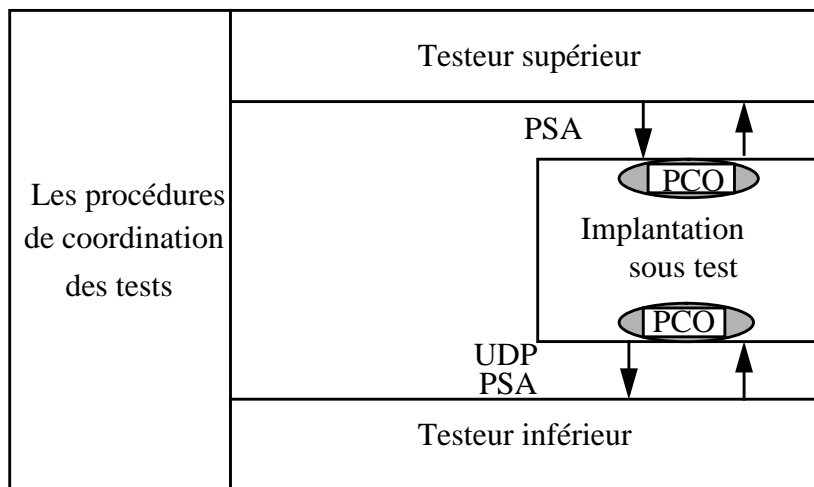 Testeur supérieur
PSA
PCO
Les procédures
de coordination
des tests
Implantation
sous test
PCO
UDP
PSA
Testeur inférieur